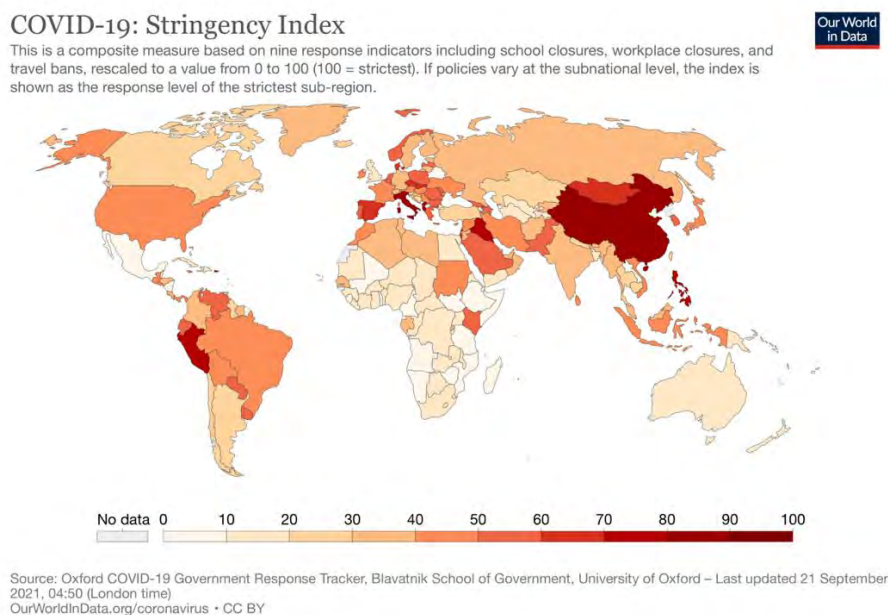 COVID-19: Stringency Index
Our World
in Data
This is a composite measure based on nine response indicators including school closures, workplace closures, and
travel bans, rescaled to a value from 0 to 100 (100 = strictest). If policies vary at the subnational level, the index is
shown as the response level of the strictest sub-region.
No data 0 10 20 30 40 50 60 70 80 90 100
Source: Oxford COVID-19 Government Response Tracker, Blavatnik School of Government, University of Oxford – Last updated 21 September
2021, 04:50 (London time)
OurWorldInData.org/coronavirus • CC BY